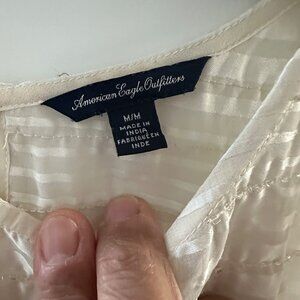 American Eagle Outfitters
M/M
MADE IN
INDIA
FABRIQUÉ EN
INDE